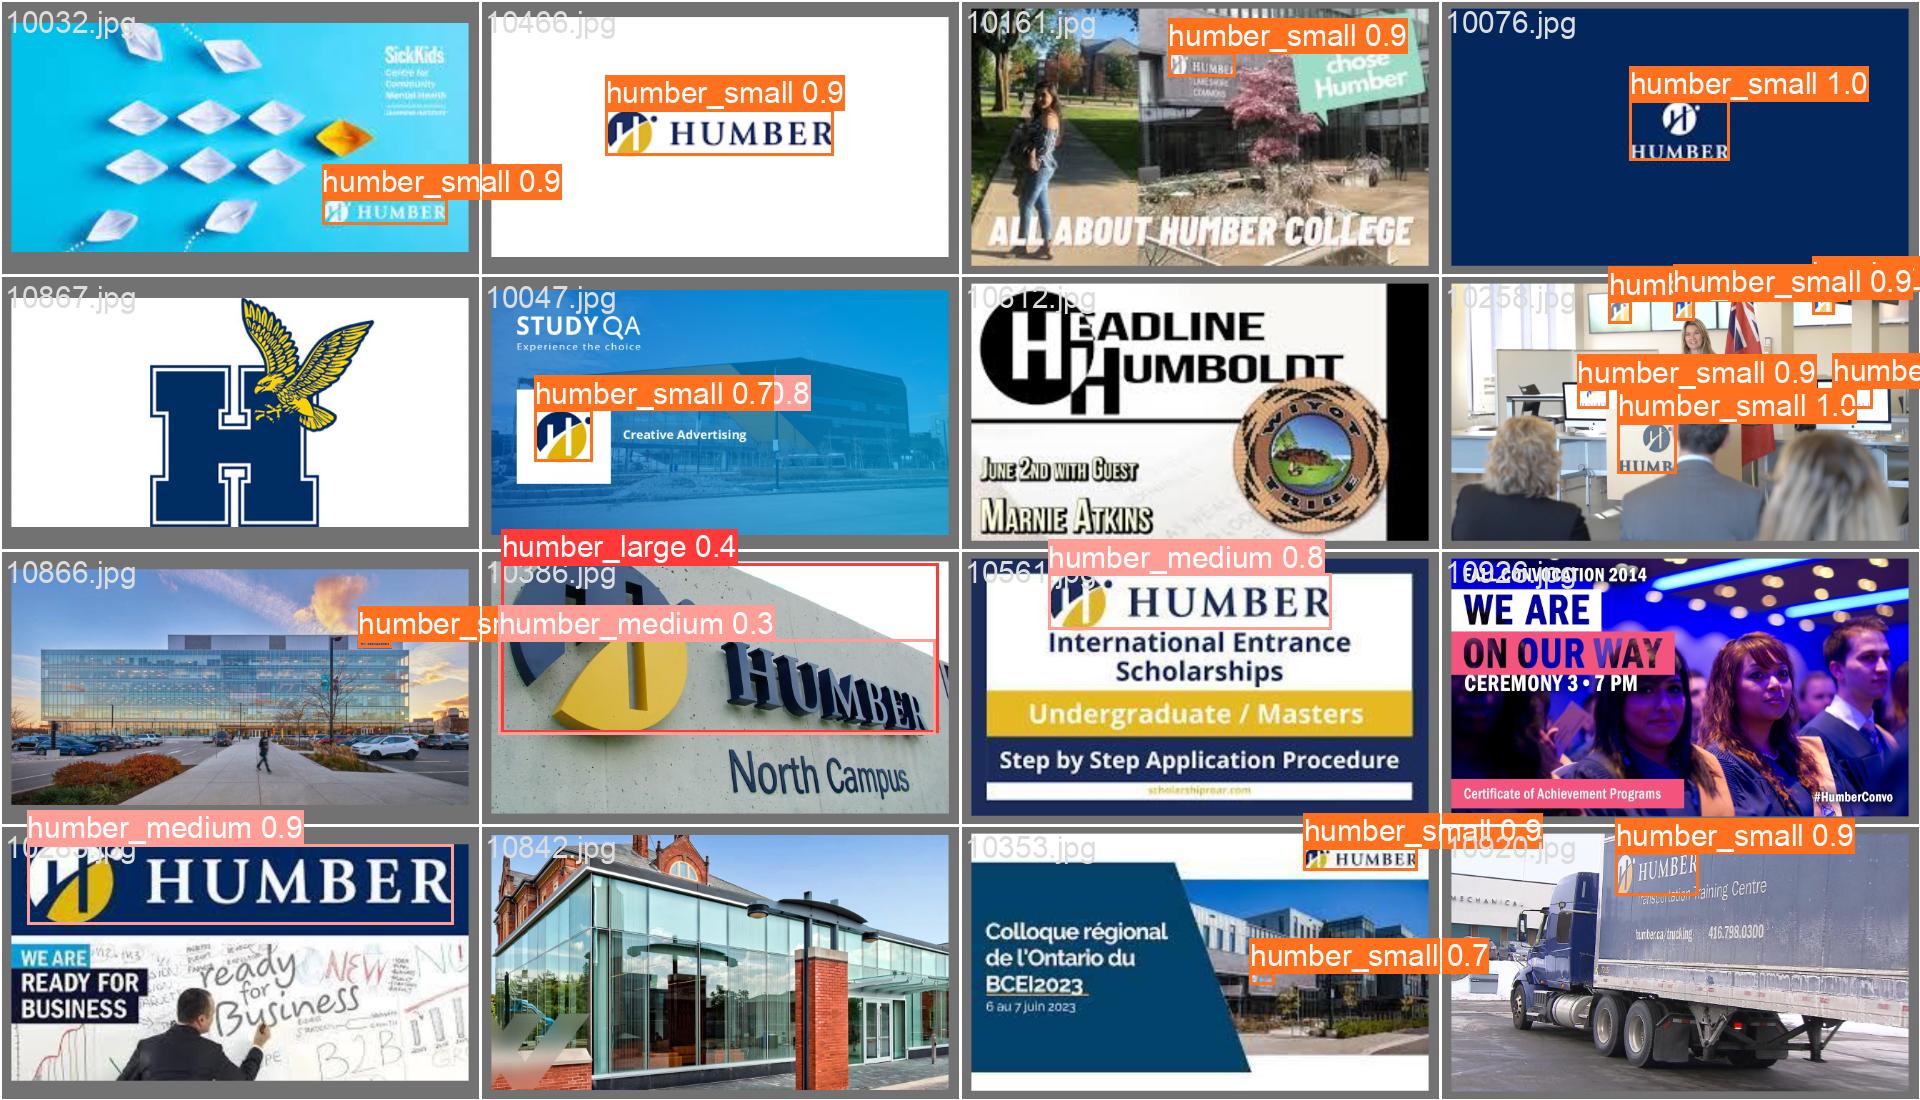 10032.jpg
SickKids
Centre for
Community
Mental Health
humber_small 0.9
HUMBER
10466.jpg
humber_small 0.9
HUMBER
10161.jpg
humber_small 0.9
HUMBER
LAKE SHORE
COMMONS
chose
Humber
ALL ABOUT HUMBER COLLEGE
10076.jpg
humber_small 1.0
HUMBER
10867.jpg
10047.jpg
STUDY QA
Experience the choice
humber_small 0.7
0.8
Creative Advertising
10612.jpg
HEADLINE
HUMBOLDT
WIYOT
TRIBE
JUNE 2ND WITH GUEST
MARNIE ATKINS
10258.jpg
humber_small 0.9
humber_small 0.9
humbe
humber_small 1.0
HUMB
10866.jpg
humber_s
10386.jpg
humber_large 0.4
humber_medium 0.3
HUMBER
North Campus
10561.jpg
humber_medium 0.8
HUMBER
International Entrance
Scholarships
Undergraduate / Masters
Step by Step Application Procedure
scholarshiproar.com
10926.jpg
FALL CONVOCATION 2014
WE ARE
ON OUR WAY
CEREMONY 3 • 7 PM
Certificate of Achievement Programs
#HumberConvo
humber_medium 0.9
HUMBER
WE ARE
READY FOR
BUSINESS
ready
for
Business
NEW
B2B
10842.jpg
10353.jpg
humber_small 0.9
HUMBER
Colloque régional
de l'Ontario du
BCEI2023
6 au 7 juin 2023
humber_small 0.7
10920.jpg
humber_small 0.9
HUMBER
Transportation Training Centre
humber.ca/trucking 416.798.0300
MECHANICA